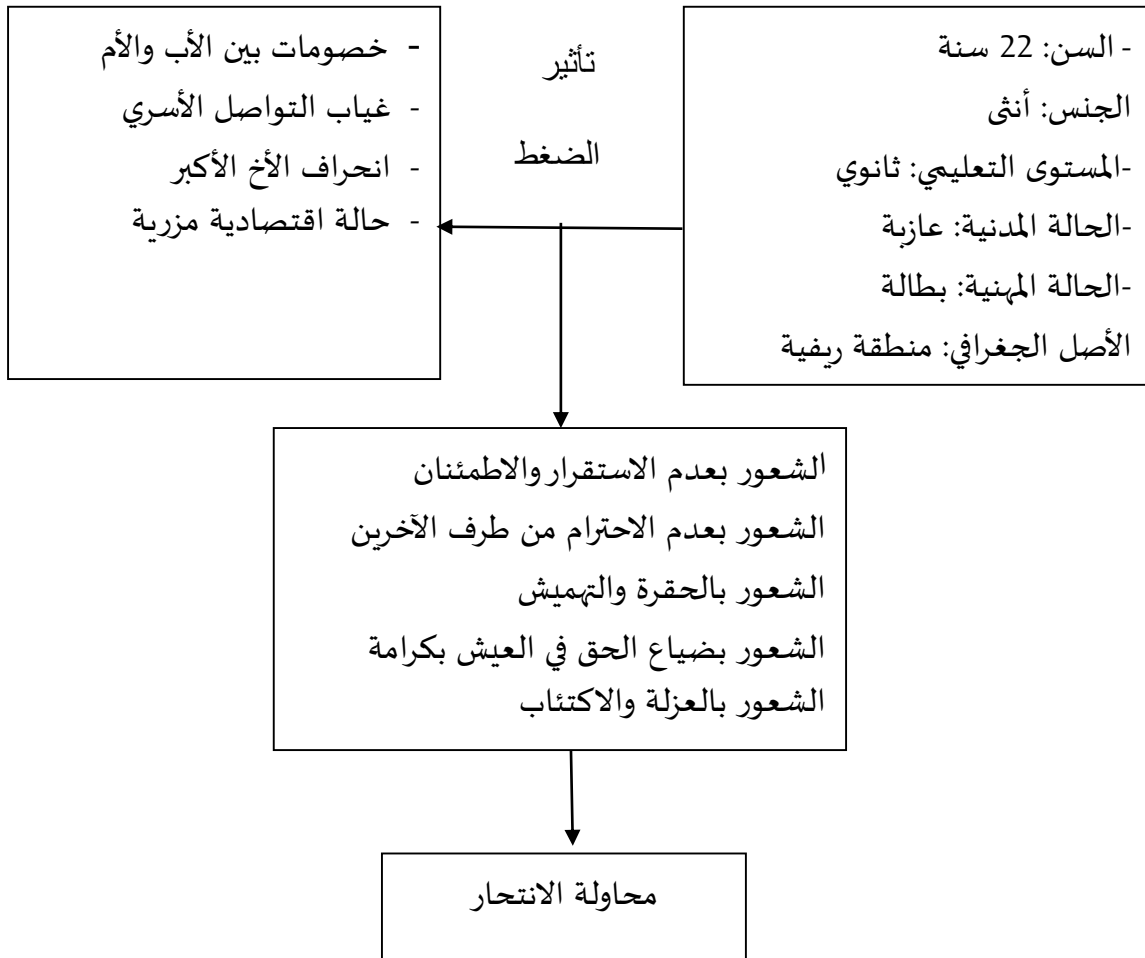 - السن: 22 سنة
الجنس: أنثى
-المستوى التعليمي: ثانوي
-الحالة المدنية: عازبة
-الحالة المهنية: بطالة
الأصل الجغرافي: منطقة ريفية
تأثير
الضغط
- خصومات بين الأب والأم
- غياب التواصل الأسري
- انحراف الأخ الأكبر
- حالة اقتصادية مزرية
الشعور بعدم الاستقرار والاطمئنان
الشعور بعدم الاحترام من طرف الآخرين
الشعور بالحقرة والتهميش
الشعور بضياع الحق في العيش بكرامة
الشعور بالعزلة والاكتئاب
محاولة الانتحار